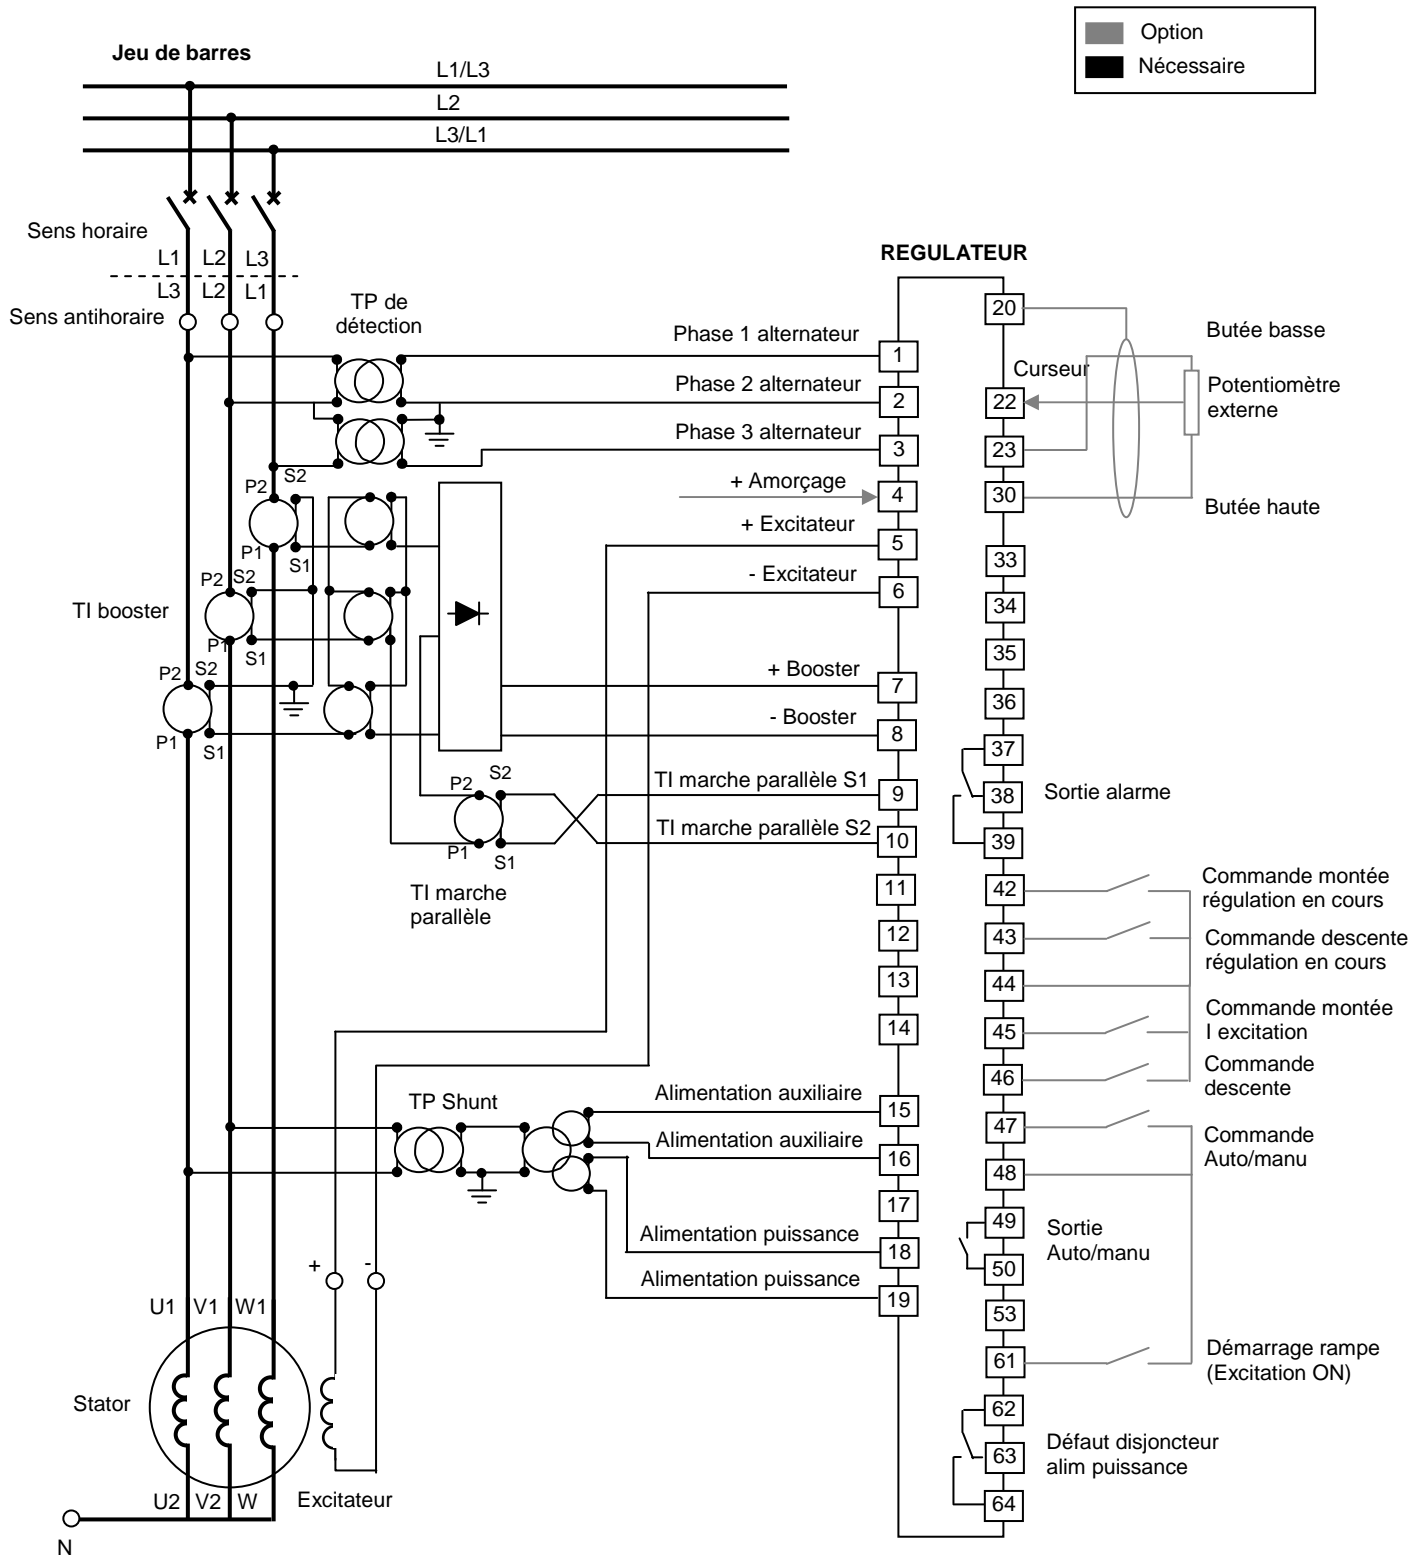 Option
Nécessaire
Jeu de barres
L1/L3
L2
L3/L1
Sens horaire
L1 L2 L3
L3 L2 L1
Sens antihoraire
TP de
détection
REGULATEUR
Phase 1 alternateur
1
Phase 2 alternateur
2
Phase 3 alternateur
3
+ Amorçage
4
+ Excitateur
5
- Excitateur
6
+ Booster
7
- Booster
8
TI marche parallèle S1
9
TI marche parallèle S2
10
11
12
13
14
Alimentation auxiliaire
15
Alimentation auxiliaire
16
17
Alimentation puissance
18
Alimentation puissance
19
20
Butée basse
Curseur
22
Potentiomètre
externe
23
30
Butée haute
33
34
35
36
37
38
Sortie alarme
39
42
Commande montée
régulation en cours
43
Commande descente
régulation en cours
44
45
Commande montée
I excitation
46
Commande
descente
47
Commande
Auto/manu
48
49
Sortie
Auto/manu
50
53
61
Démarrage rampe
(Excitation ON)
62
63
Défaut disjoncteur
alim puissance
64
P2 S2
P1 S1
TI booster
P2 S2
P1 S1
P2 S2
P1 S1
P2 S2
P1 S1
TI marche
parallèle
TP Shunt
+ -
U1 V1 W1
Stator
U2 V2 W
Excitateur
N